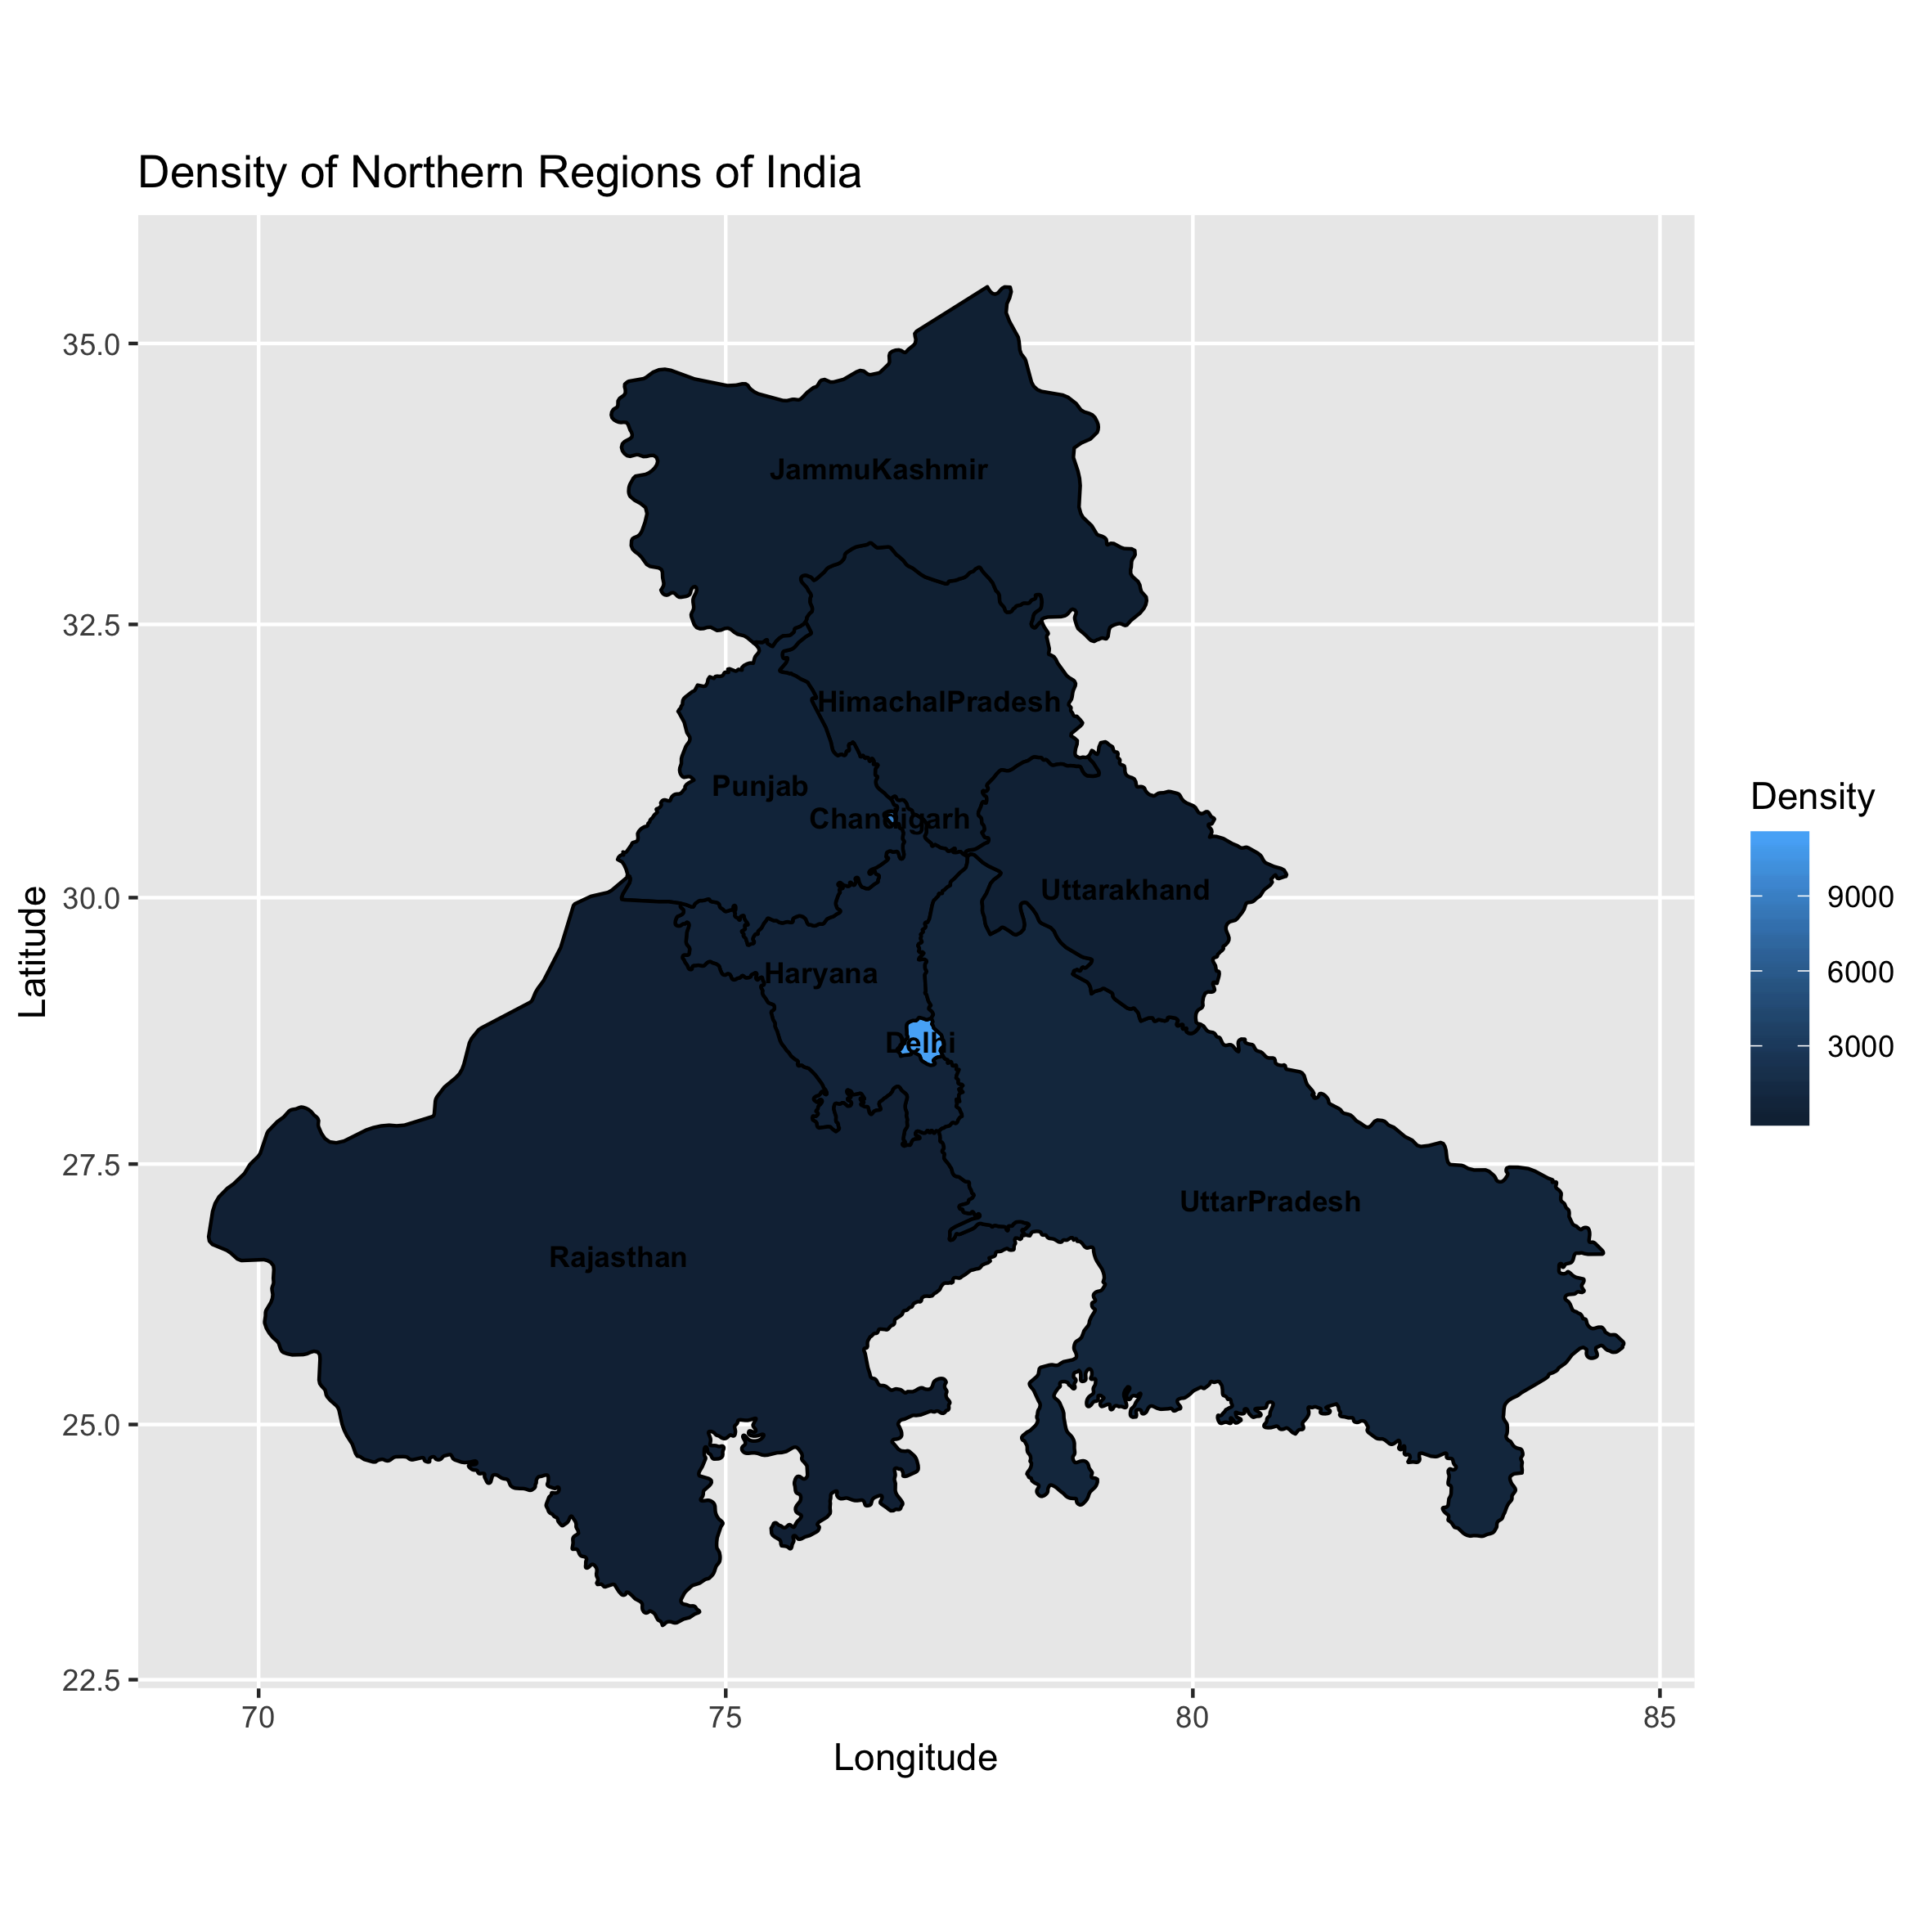 Density of Northern Regions of India
35.0
32.5
30.0
27.5
25.0
22.5
Latitude
JammuKashmir
HimachalPradesh
Punjab
Chandigarh
Uttarakhand
Haryana
Delhi
UttarPradesh
Rajasthan
70
75
80
85
Longitude
Density
9000
6000
3000